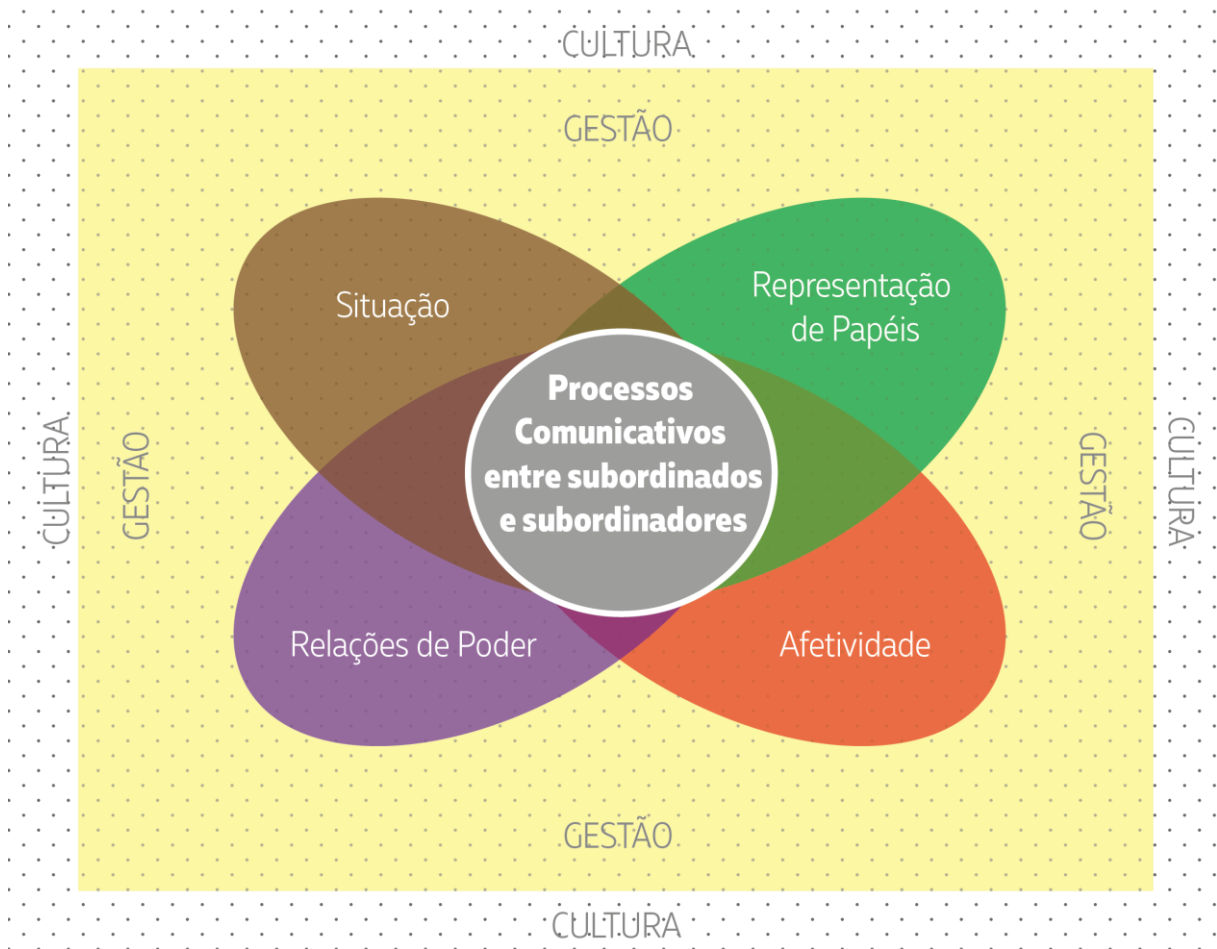 CULTURA
GESTÃO
Situação
Representação
de Papéis
Processos
Comunicativos
entre subordinados
e subordinadores
CULTURA
GESTÃO
GESTÃO
CULTURA
Relações de Poder
Afetividade
GESTÃO
CULTURA